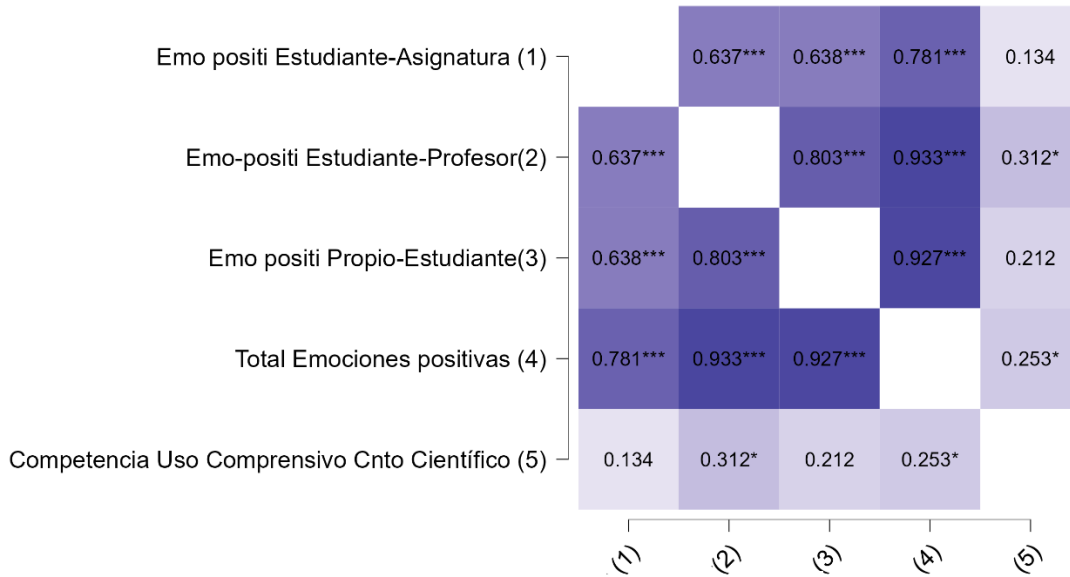 Emo positi Estudiante-Asignatura (1) 0.637*** 0.638*** 0.781*** 0.134
Emo-positi Estudiante-Profesor(2) 0.637*** 0.803*** 0.933*** 0.312*
Emo positi Propio-Estudiante(3) 0.638*** 0.803*** 0.927*** 0.212
Total Emociones positivas (4) 0.781*** 0.933*** 0.927*** 0.253*
Competencia Uso Comprensivo Cnto Científico (5) 0.134 0.312* 0.212 0.253*
(1) (2) (3) (4) (5)